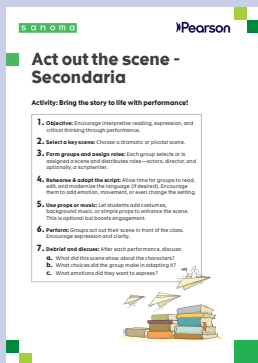 sanoma
Pearson
Act out the scene -
Secondaria
Activity: Bring the story to life with performance!
1. Objective: Encourage interpretive reading, expression, and
critical thinking through performance.
2. Select a key scene: Choose a dramatic or pivotal scene.
3. Form groups and assign roles: Each group selects or is
assigned a scene and distributes roles—actors, director, and
optionally, a scriptwriter.
4. Rehearse & adapt the script: Allow time for groups to read,
edit, and modernize the language (if desired). Encourage
them to add emotion, movement, or even change the setting.
5. Use props or music: Let students add costumes,
background music, or simple props to enhance the scene.
This is optional but boosts engagement.
6. Perform: Groups act out their scene in front of the class.
Encourage expression and clarity.
7. Debrief and discuss: After each performance, discuss:
a. What did this scene show about the characters?
b. What choices did the group make in adapting it?
c. What emotions did they want to express?